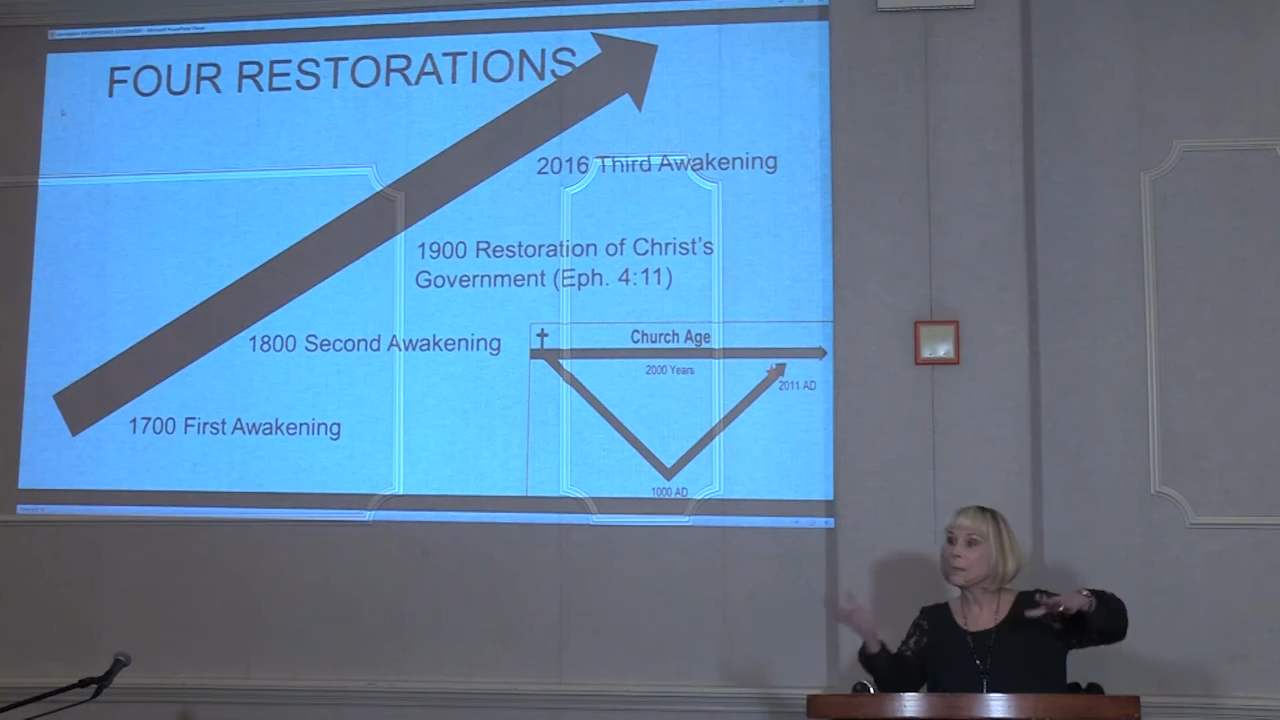 FOUR RESTORATIONS
2016 Third Awakening
1900 Restoration of Christ's
Government (Eph. 4:11)
1800 Second Awakening
1700 First Awakening
Church Age
2000 Years
2011 AD
1000 AD